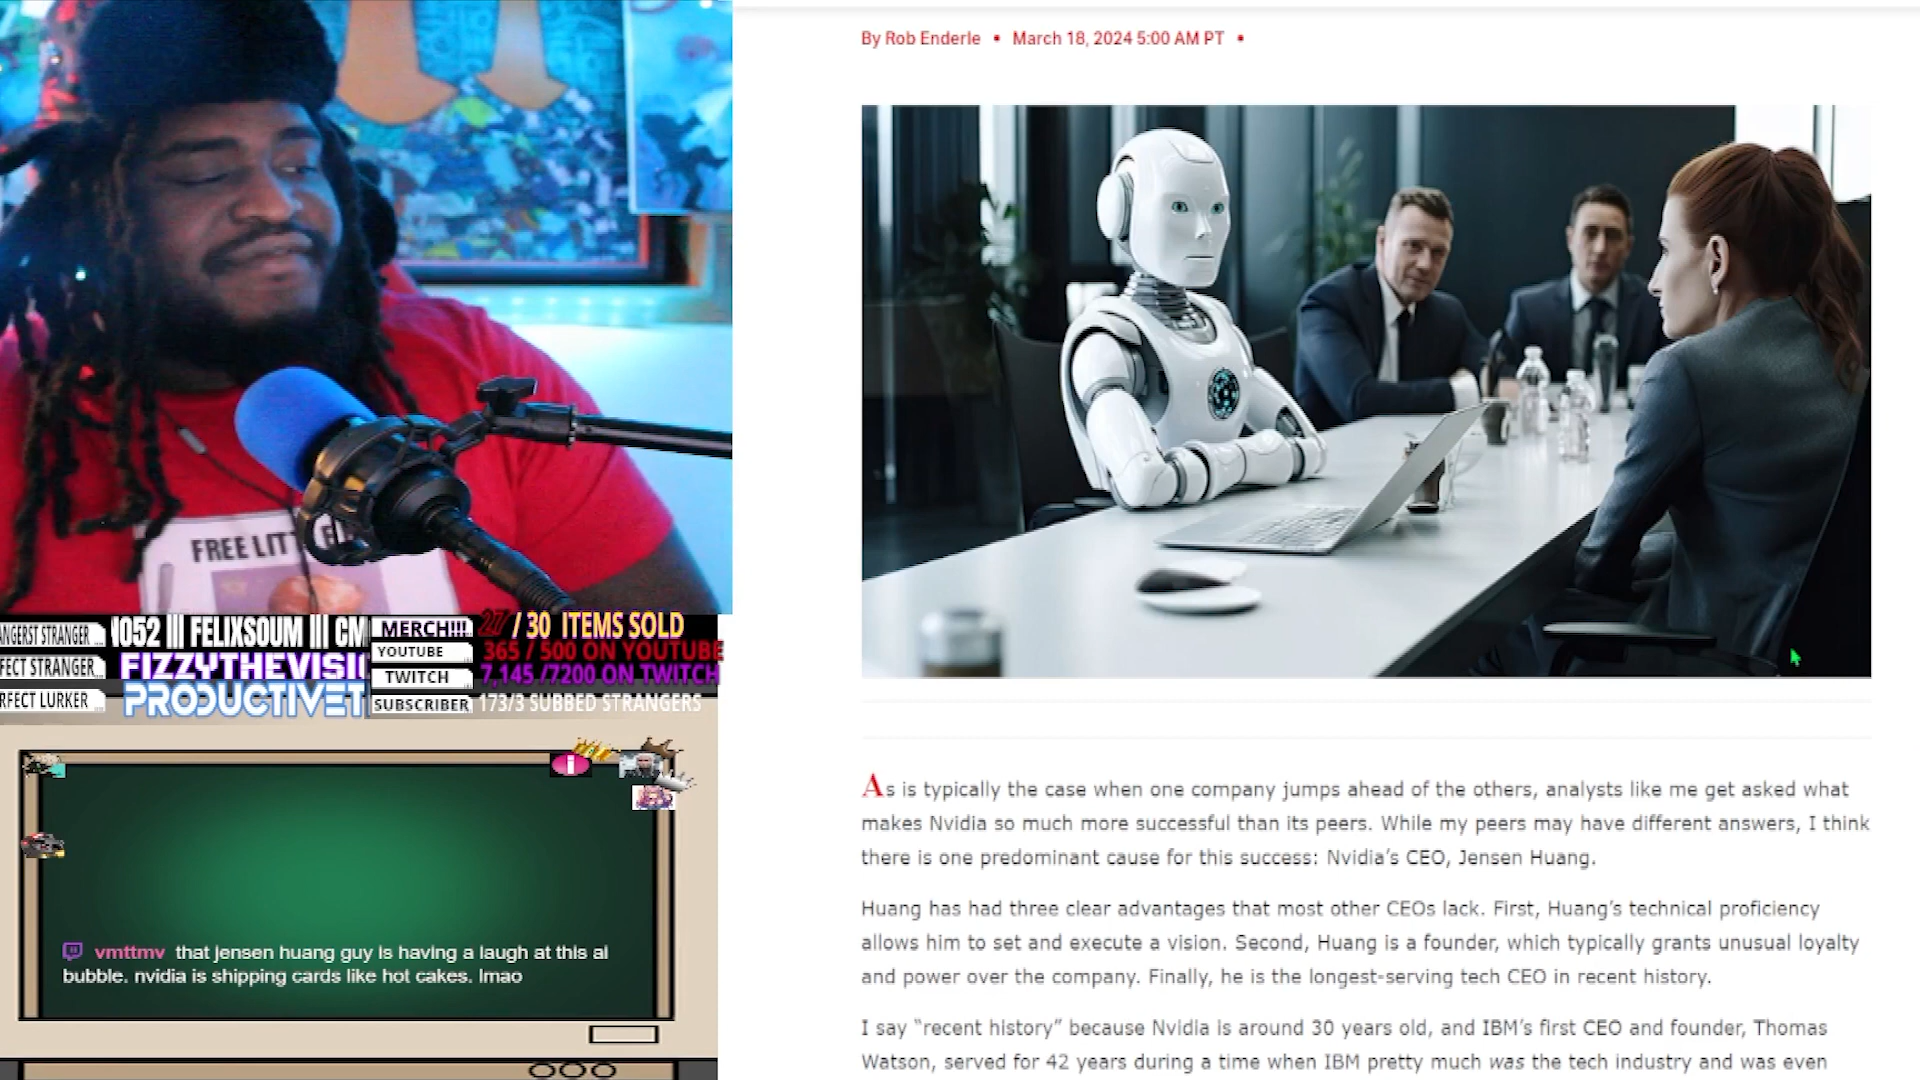 By Rob Enderle • March 18, 2024 5:00 AM PT •
FREE LIT
ANGERST STRANGER
FECT STRANGER
RFECT LURKER
FELIXSOUM ||| CM
FIZZYTHEVISI
PRODUCTIVET
MERCH!!!
YOUTUBE
TWITCH
SUBSCRIBER
27/ 30 ITEMS SOLD
365 / 500 ON YOUTUBE
7,145 /7200 ON TWITCH
173/3 SUBBED STRANGERS
vmttmv that jensen huang guy is having a laugh at this ai
bubble. nvidia is shipping cards like hot cakes. lmao
As is typically the case when one company jumps ahead of the others, analysts like me get asked what
makes Nvidia so much more successful than its peers. While my peers may have different answers, I think
there is one predominant cause for this success: Nvidia's CEO, Jensen Huang.
Huang has had three clear advantages that most other CEOs lack. First, Huang's technical proficiency
allows him to set and execute a vision. Second, Huang is a founder, which typically grants unusual loyalty
and power over the company. Finally, he is the longest-serving tech CEO in recent history.
I say “recent history” because Nvidia is around 30 years old, and IBM's first CEO and founder, Thomas
Watson, served for 42 years during a time when IBM pretty much was the tech industry and was even